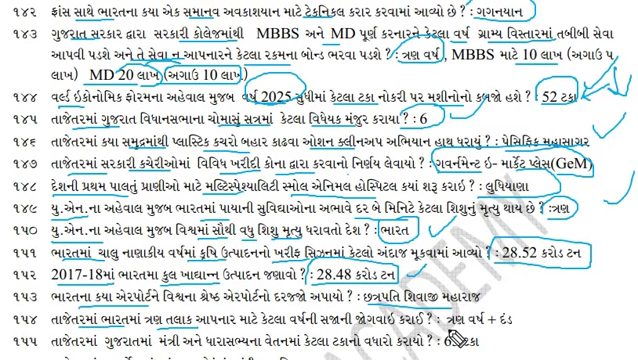 ૧૪૨ ફ્રાંસ સાથે ભારતના કયા એક સમાનવ અવકાશયાન માટે ટેકનિકલ કરાર કરવામાં આવ્યો છે ? : ગગનયાન
૧૪૩ ગુજરાત સરકાર દ્વારા સરકારી કોલેજમાંથી MBBS અને MD પૂર્ણ કરનારને કેટલા વર્ષ ગ્રામ્ય વિસ્તારમાં તબીબી સેવા
આપવી પડશે અને તે સેવા ન આપનારને કેટલા રકમના બોન્ડ ભરવા પડશે ? : ત્રણ વર્ષ, MBBS માટે 10 લાખ (અગાઉ ૫
લાખ) MD 20 લાખ (અગાઉ 10 લાખ)
૧૪૪ વર્લ્ડ ઇકોનોમિક ફોરમના અહેવાલ મુજબ વર્ષ 2025 સુધીમાં કેટલા ટકા નોકરી પર મશીનોનો કબજો હશે ? : 52 ટકા
૧૪૫ તાજેતરમાં ગુજરાત વિધાનસભાના ચોમાસું સત્રમાં કેટલા વિધેયક મંજુર કરાયા ? : 6
૧૪૬ તાજેતરમાં કયા સમુદ્રમાંથી પ્લાસ્ટિક કચરો બહાર કાઢવા ઓશન ક્લીનઅપ અભિયાન હાથ ધરાયું ? : પેસિફિક મહાસાગર
૧૪૭ તાજેતરમાં સરકારી કચેરીઓમાં વિવિધ ખરીદી કોના દ્વારા કરવાનો નિર્ણય લેવાયો ? : ગવર્નમેન્ટ ઇ- માર્કેટ પ્લેસ(GeM)
૧૪૮ દેશની પ્રથમ પાલતું પ્રાણીઓ માટે મલ્ટિસ્પેશ્યાલિટી સ્મોલ એનિમલ હોસ્પિટલ કયાં શરૂ કરાઇ ? : લુધિયાણા
૧૪૯ યુ.એન.ના અહેવાલ મુજબ ભારતમાં પાયાની સુવિધાઓના અભાવે દર બે મિનિટે કેટલા શિશુનું મૃત્યુ થાય છે ? :ત્રણ
૧૫૦ યુ.એન.ના અહેવાલ મુજબ વિશ્વમાં સૌથી વધુ શિશુ મૃત્યુ ધરાવતો દેશ ? : ભારત
૧૫૧ ભારતમાં ચાલુ નાણાકીય વર્ષમાં કૃષિ ઉત્પાદનનો ખરીફ સિઝનમાં કેટલો અંદાજ મૂકવામાં આવ્યો ? : 28.52 કરોડ ટન
૧૫૨ 2017-18માં ભારતમા કુલ ખાદ્યાન્ન ઉત્પાદન જણાવો ? : 28.48 કરોડ ટન
૧૫૩ ભારતના કયા એરપોર્ટને વિશ્વના શ્રેષ્ઠ એરપોર્ટનો દરજ્જો અપાયો ? : છત્રપતિ શિવાજી મહારાજ
૧૫૪ તાજેતરમાં ભારતમાં ત્રણ તલાક આપનાર માટે કેટલા વર્ષની સજાની જોગવાઇ કરાઇ ? : ત્રણ વર્ષ + દંડ
૧૫૫ તાજેતરમાં ગુજરાતમાં મંત્રી અને ધારાસભ્યના વેતનમાં કેટલા ટકાનો વધારો કરાયો ? : ટકા